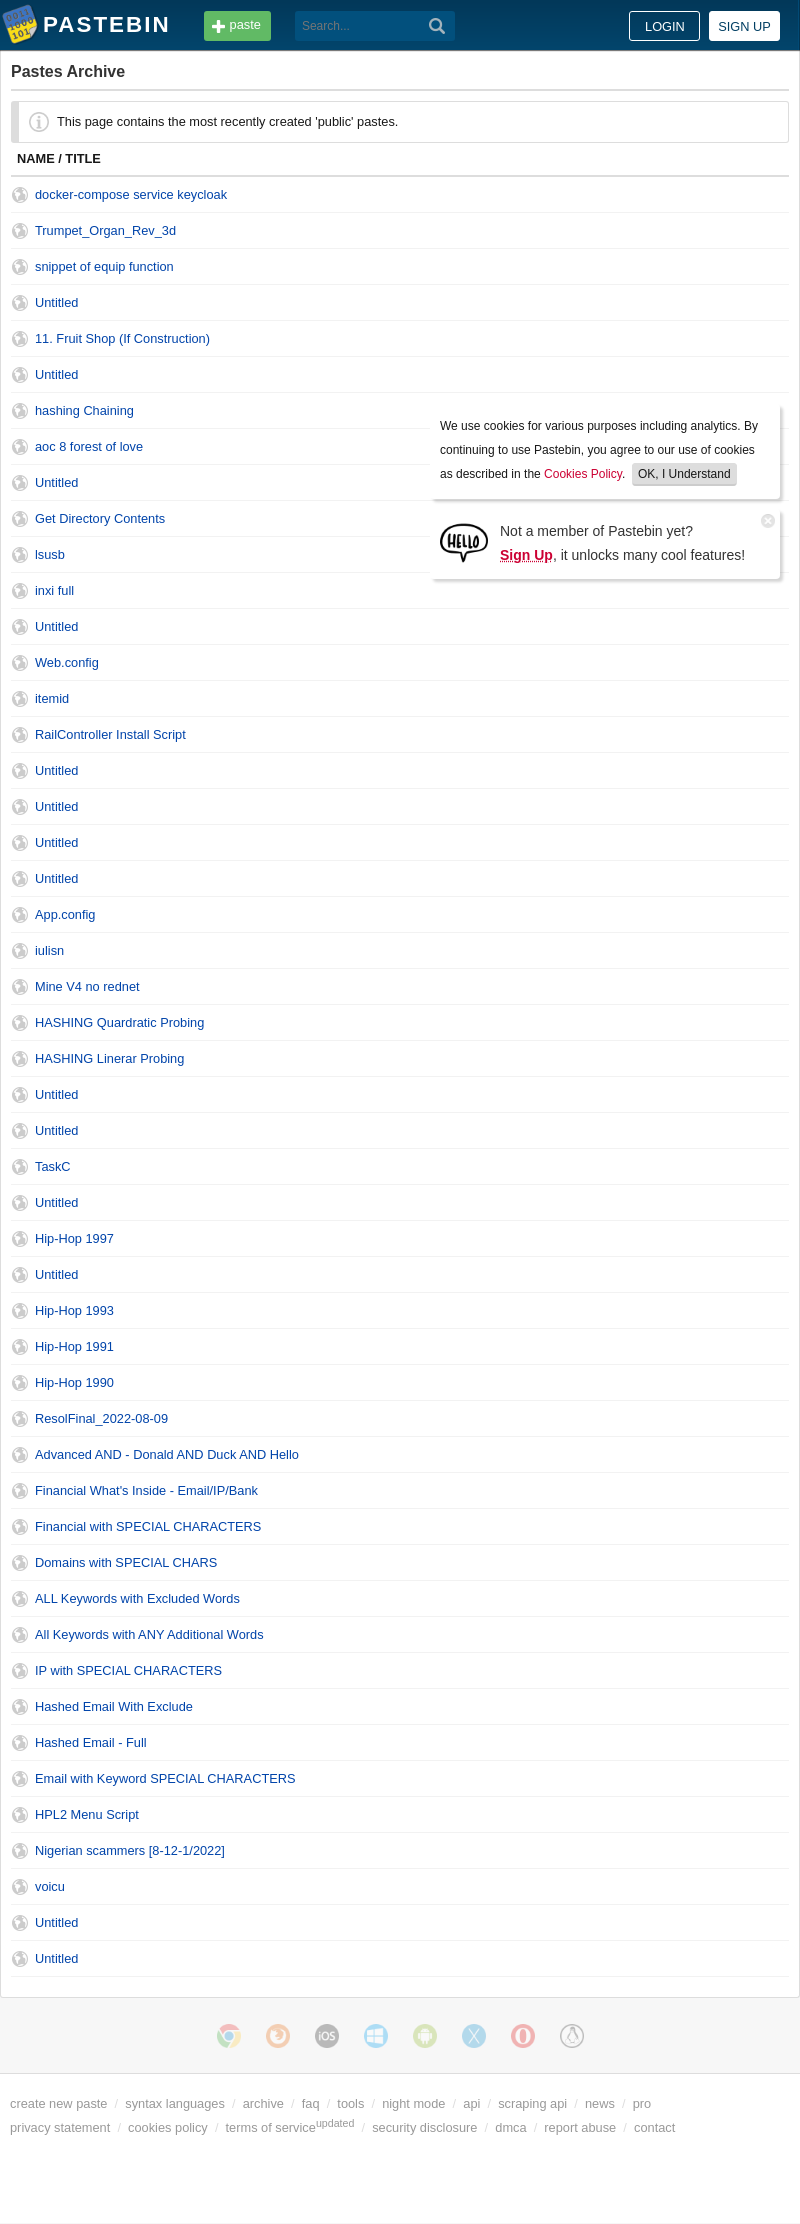 PASTEBIN
paste
Search...
LOGIN
SIGN UP
Pastes Archive
This page contains the most recently created 'public' pastes.
NAME / TITLE
docker-compose service keycloak
Trumpet_Organ_Rev_3d
snippet of equip function
Untitled
11. Fruit Shop (If Construction)
Untitled
hashing Chaining
aoc 8 forest of love
Untitled
Get Directory Contents
lsusb
inxi full
Untitled
Web.config
itemid
RailController Install Script
Untitled
Untitled
Untitled
Untitled
App.config
iulisn
Mine V4 no rednet
HASHING Quardratic Probing
HASHING Linerar Probing
Untitled
Untitled
TaskC
Untitled
Hip-Hop 1997
Untitled
Hip-Hop 1993
Hip-Hop 1991
Hip-Hop 1990
ResolFinal_2022-08-09
Advanced AND - Donald AND Duck AND Hello
Financial What's Inside - Email/IP/Bank
Financial with SPECIAL CHARACTERS
Domains with SPECIAL CHARS
ALL Keywords with Excluded Words
All Keywords with ANY Additional Words
IP with SPECIAL CHARACTERS
Hashed Email With Exclude
Hashed Email - Full
Email with Keyword SPECIAL CHARACTERS
HPL2 Menu Script
Nigerian scammers [8-12-1/2022]
voicu
Untitled
Untitled
We use cookies for various purposes including analytics. By
continuing to use Pastebin, you agree to our use of cookies
as described in the Cookies Policy. OK, I Understand
HELLO
Not a member of Pastebin yet?
Sign Up, it unlocks many cool features!
iOS
create new paste / syntax languages / archive / faq / tools / night mode / api / scraping api / news / pro
privacy statement / cookies policy / terms of service updated / security disclosure / dmca / report abuse / contact